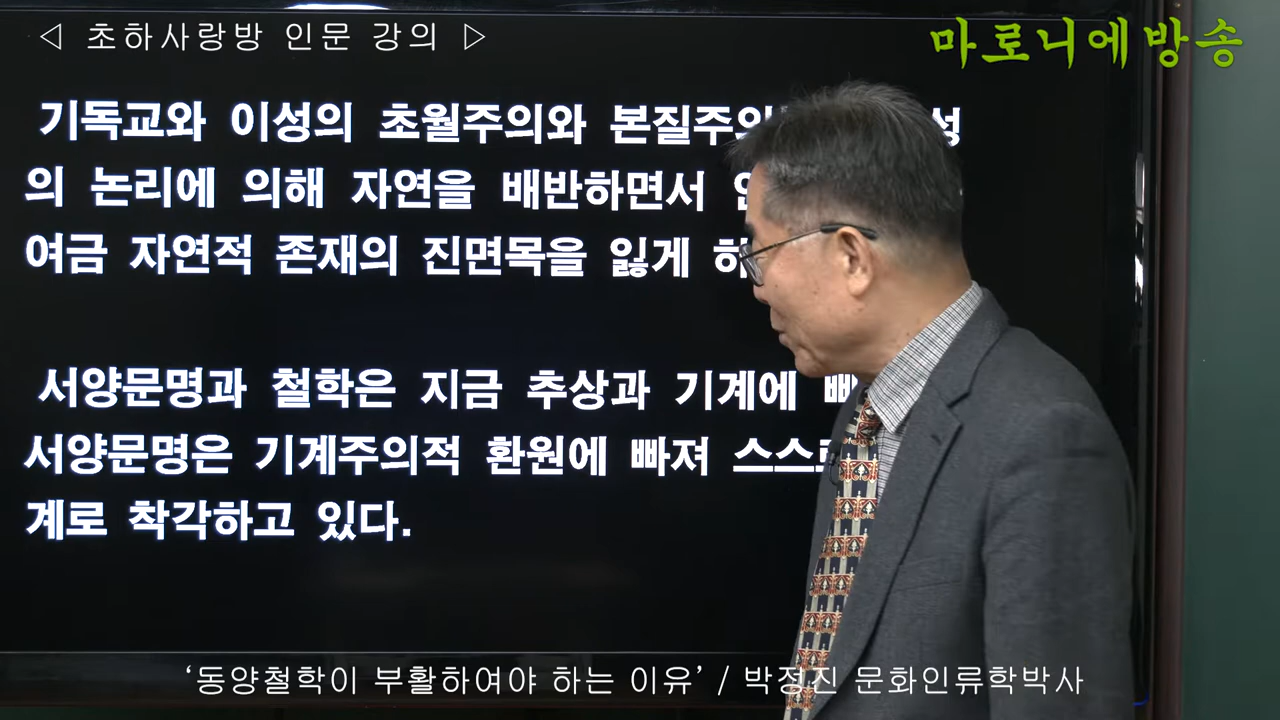 ◁ 초하사랑방 인문 강의 ▷
마로니에방송
기독교와 이성의 초월주의와
의 논리에 의해 자연을 배반하면서
여금 자연적 존재의 진면목을 잃게
서양문명과 철학은 지금 추상과 기계에
서양문명은 기계주의적 환원에 빠져
계로 착각하고 있다.
‘동양철학이 부활하여야 하는 이유’ / 박정진 문화인류학박사